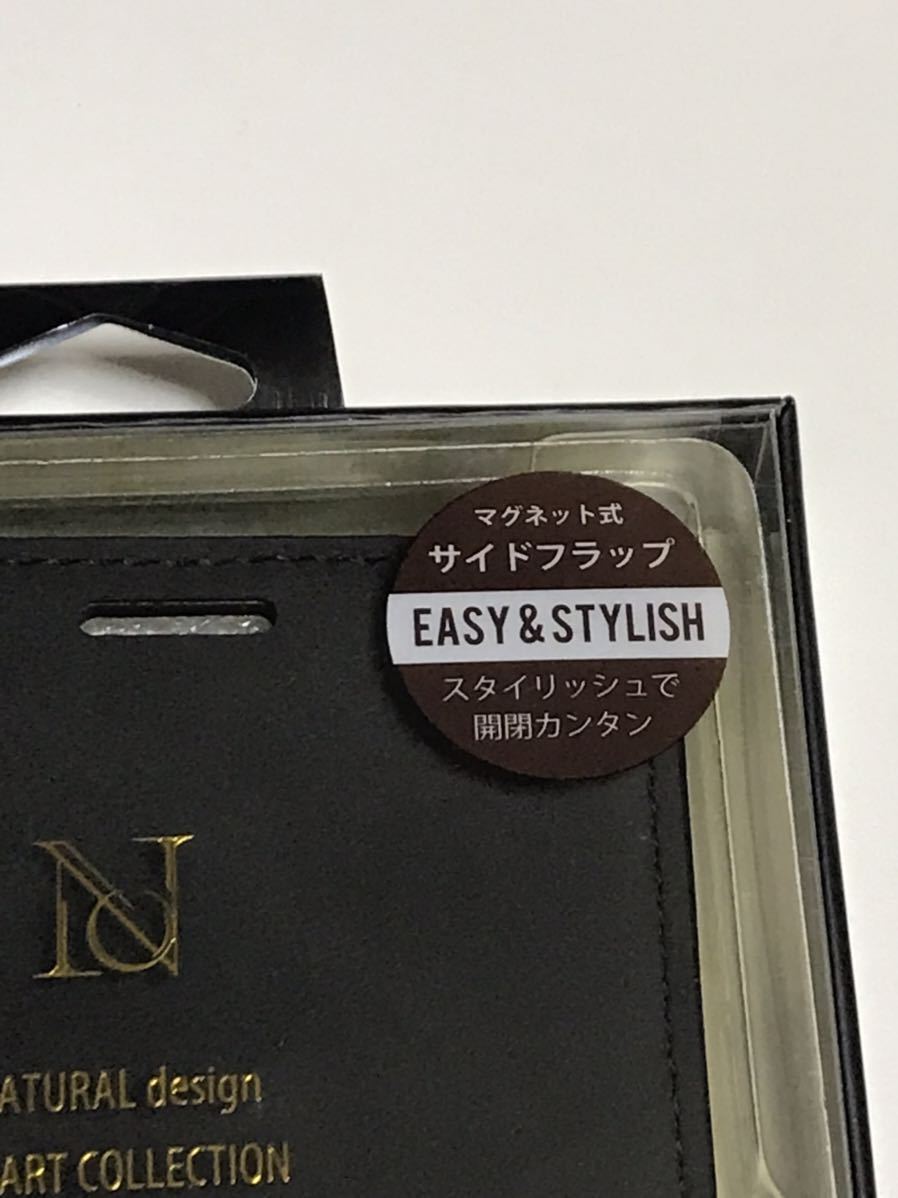 マグネット式
サイドフラップ
EASY & STYLISH
スタイリッシュで
開閉カンタン
ATURAL design
ART COLLECTION